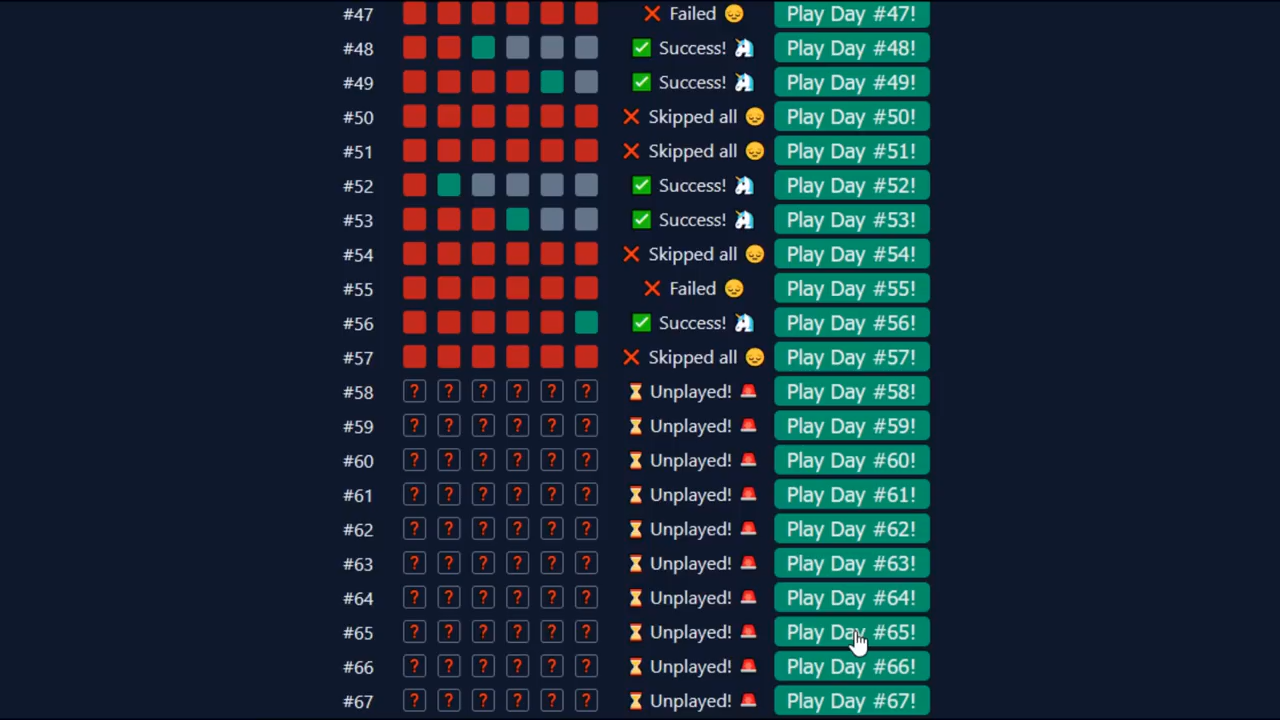 #47 ❌ Failed 😔 Play Day #47!
#48 ✅ Success! 🦄 Play Day #48!
#49 ✅ Success! 🦄 Play Day #49!
#50 ❌ Skipped all 😔 Play Day #50!
#51 ❌ Skipped all 😔 Play Day #51!
#52 ✅ Success! 🦄 Play Day #52!
#53 ✅ Success! 🦄 Play Day #53!
#54 ❌ Skipped all 😔 Play Day #54!
#55 ❌ Failed 😔 Play Day #55!
#56 ✅ Success! 🦄 Play Day #56!
#57 ❌ Skipped all 😔 Play Day #57!
#58 ? ? ? ? ? ? ⏳ Unplayed! 🚨 Play Day #58!
#59 ? ? ? ? ? ? ⏳ Unplayed! 🚨 Play Day #59!
#60 ? ? ? ? ? ? ⏳ Unplayed! 🚨 Play Day #60!
#61 ? ? ? ? ? ? ⏳ Unplayed! 🚨 Play Day #61!
#62 ? ? ? ? ? ? ⏳ Unplayed! 🚨 Play Day #62!
#63 ? ? ? ? ? ? ⏳ Unplayed! 🚨 Play Day #63!
#64 ? ? ? ? ? ? ⏳ Unplayed! 🚨 Play Day #64!
#65 ? ? ? ? ? ? ⏳ Unplayed! 🚨 Play Day #65!
#66 ? ? ? ? ? ? ⏳ Unplayed! 🚨 Play Day #66!
#67 ? ? ? ? ? ? ⏳ Unplayed! 🚨 Play Day #67!